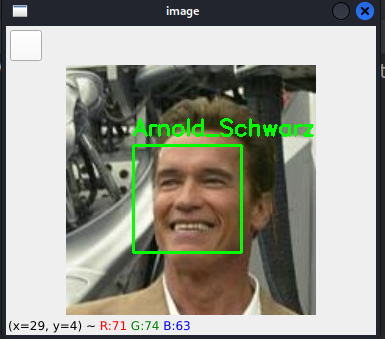 image
Arnold_Schwarz
(x=29, y=4) ~ R:71 G:74 B:63